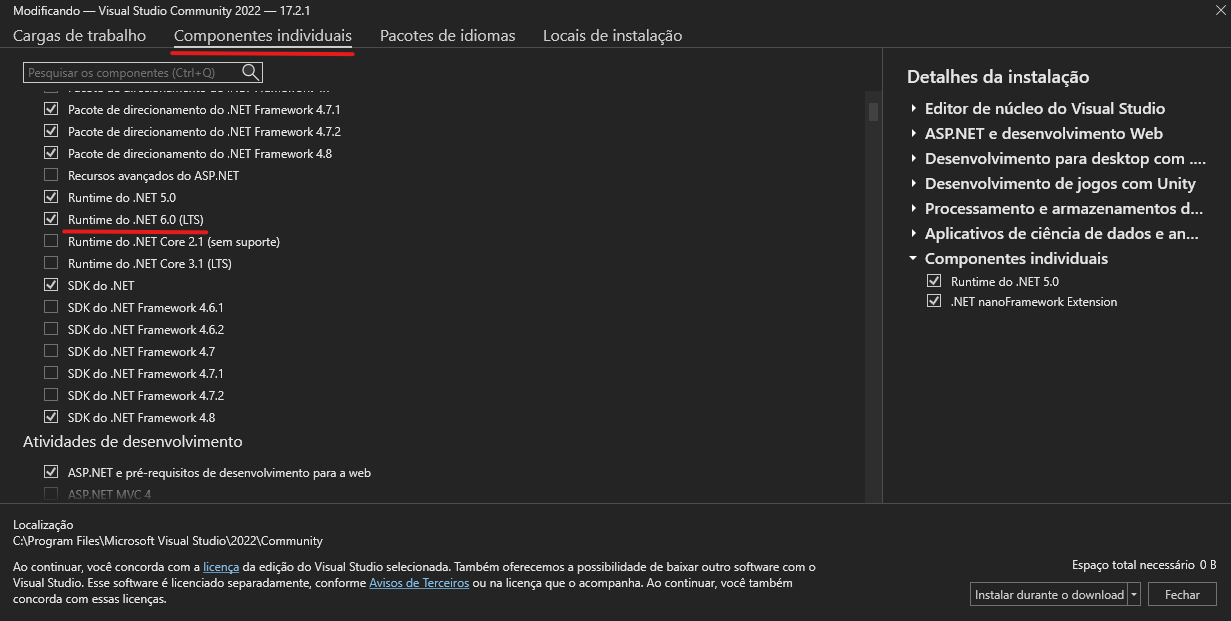 Modificando — Visual Studio Community 2022 — 17.2.1
Cargas de trabalho
Componentes individuais
Pacotes de idiomas
Locais de instalação
Pesquisar os componentes (Ctrl+Q)
Pacote de direcionamento do .NET Framework 4.7.1
Pacote de direcionamento do .NET Framework 4.7.2
Pacote de direcionamento do .NET Framework 4.8
Recursos avançados do ASP.NET
Runtime do .NET 5.0
Runtime do .NET 6.0 (LTS)
Runtime do .NET Core 2.1 (sem suporte)
Runtime do .NET Core 3.1 (LTS)
SDK do .NET
SDK do .NET Framework 4.6.1
SDK do .NET Framework 4.6.2
SDK do .NET Framework 4.7
SDK do .NET Framework 4.7.1
SDK do .NET Framework 4.7.2
SDK do .NET Framework 4.8
Atividades de desenvolvimento
ASP.NET e pré-requisitos de desenvolvimento para a web
ASP.NET MVC 4
Detalhes da instalação
Editor de núcleo do Visual Studio
ASP.NET e desenvolvimento Web
Desenvolvimento para desktop com ....
Desenvolvimento de jogos com Unity
Processamento e armazenamentos d...
Aplicativos de ciência de dados e an...
Componentes individuais
Runtime do .NET 5.0
.NET nanoFramework Extension
Localização
C:\Program Files\Microsoft Visual Studio\2022\Community
Ao continuar, você concorda com a licença da edição do Visual Studio selecionada. Também oferecemos a possibilidade de baixar outro software com o
Visual Studio. Esse software é licenciado separadamente, conforme Avisos de Terceiros ou na licença que o acompanha. Ao continuar, você também
concorda com essas licenças.
Espaço total necessário 0 B
Instalar durante o download
Fechar